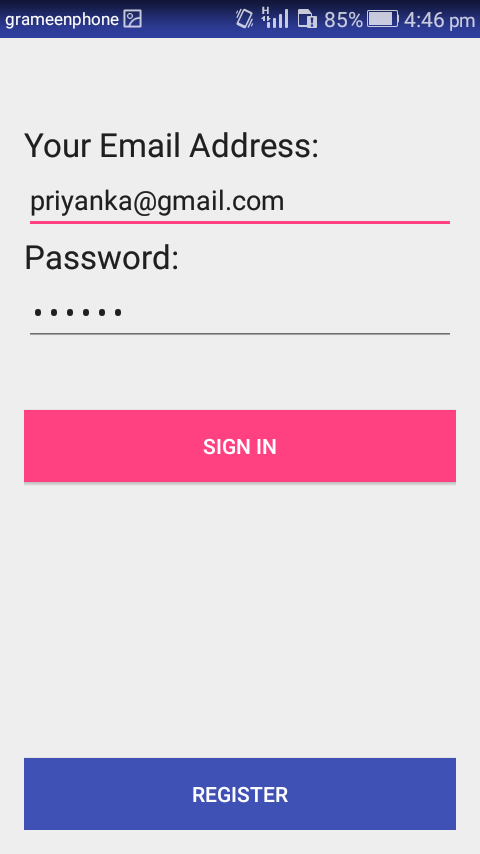 grameenphone H 85% 4:46 pm
Your Email Address:
priyanka@gmail.com
Password:
••••••
SIGN IN
REGISTER